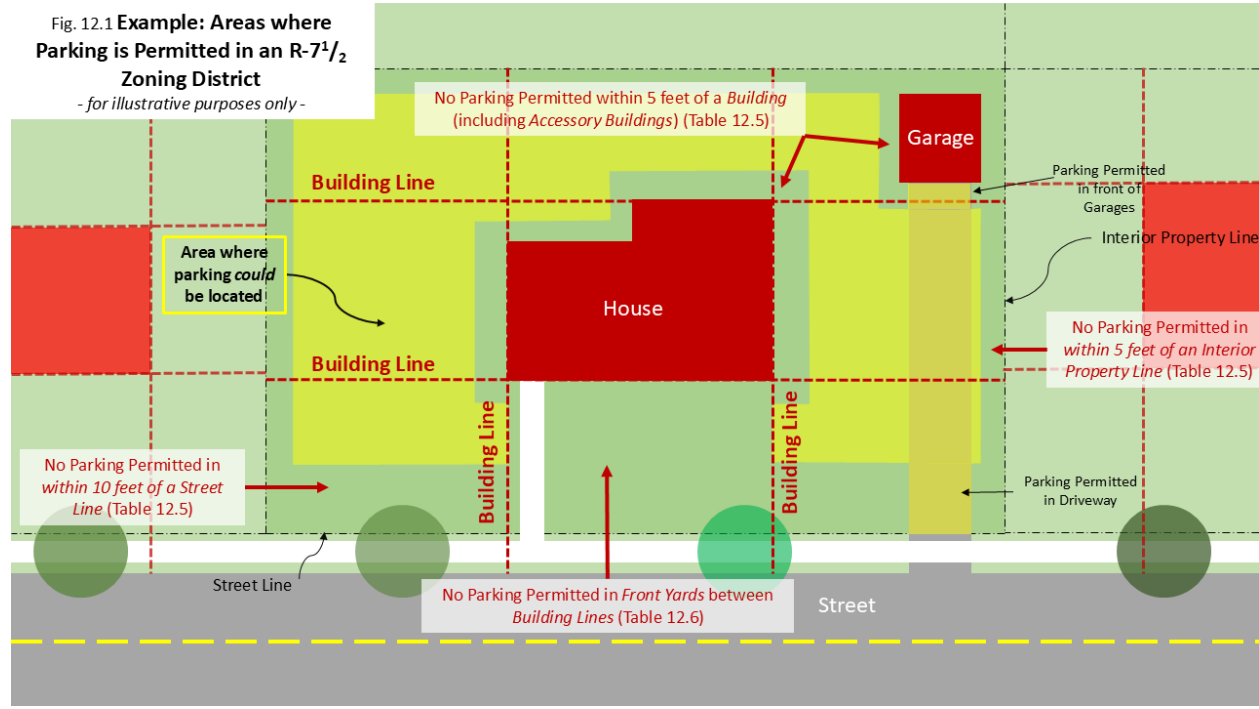 Fig. 12.1 Example: Areas where
Parking is Permitted in an R-7 1/2
Zoning District
- for illustrative purposes only -
No Parking Permitted within 5 feet of a Building
(including Accessory Buildings) (Table 12.5)
Garage
Parking Permitted
in front of
Garages
Building Line
Interior Property Line
Area where
parking could
be located
House
No Parking Permitted in
within 5 feet of an Interior
Property Line (Table 12.5)
Building Line
Building Line
Building Line
No Parking Permitted in
within 10 feet of a Street
Line (Table 12.5)
Parking Permitted
in Driveway
Street Line
No Parking Permitted in Front Yards between
Building Lines (Table 12.6)
Street